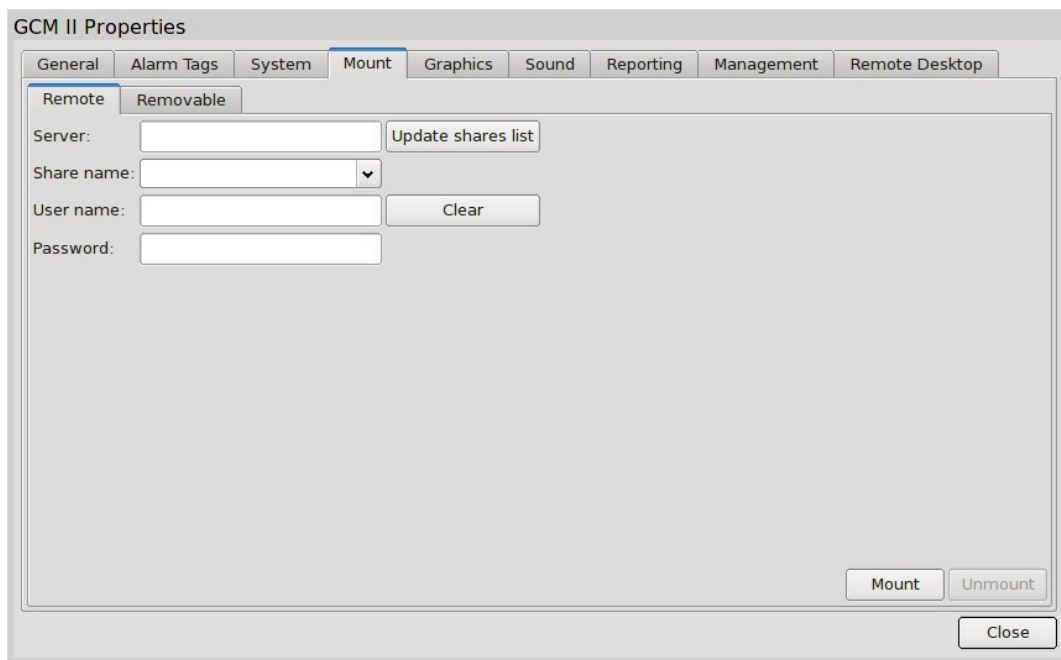 GCM II Properties
General Alarm Tags System Mount Graphics Sound Reporting Management Remote Desktop
Remote Removable
Server: Update shares list
Share name:
User name: Clear
Password:
Mount Unmount
Close